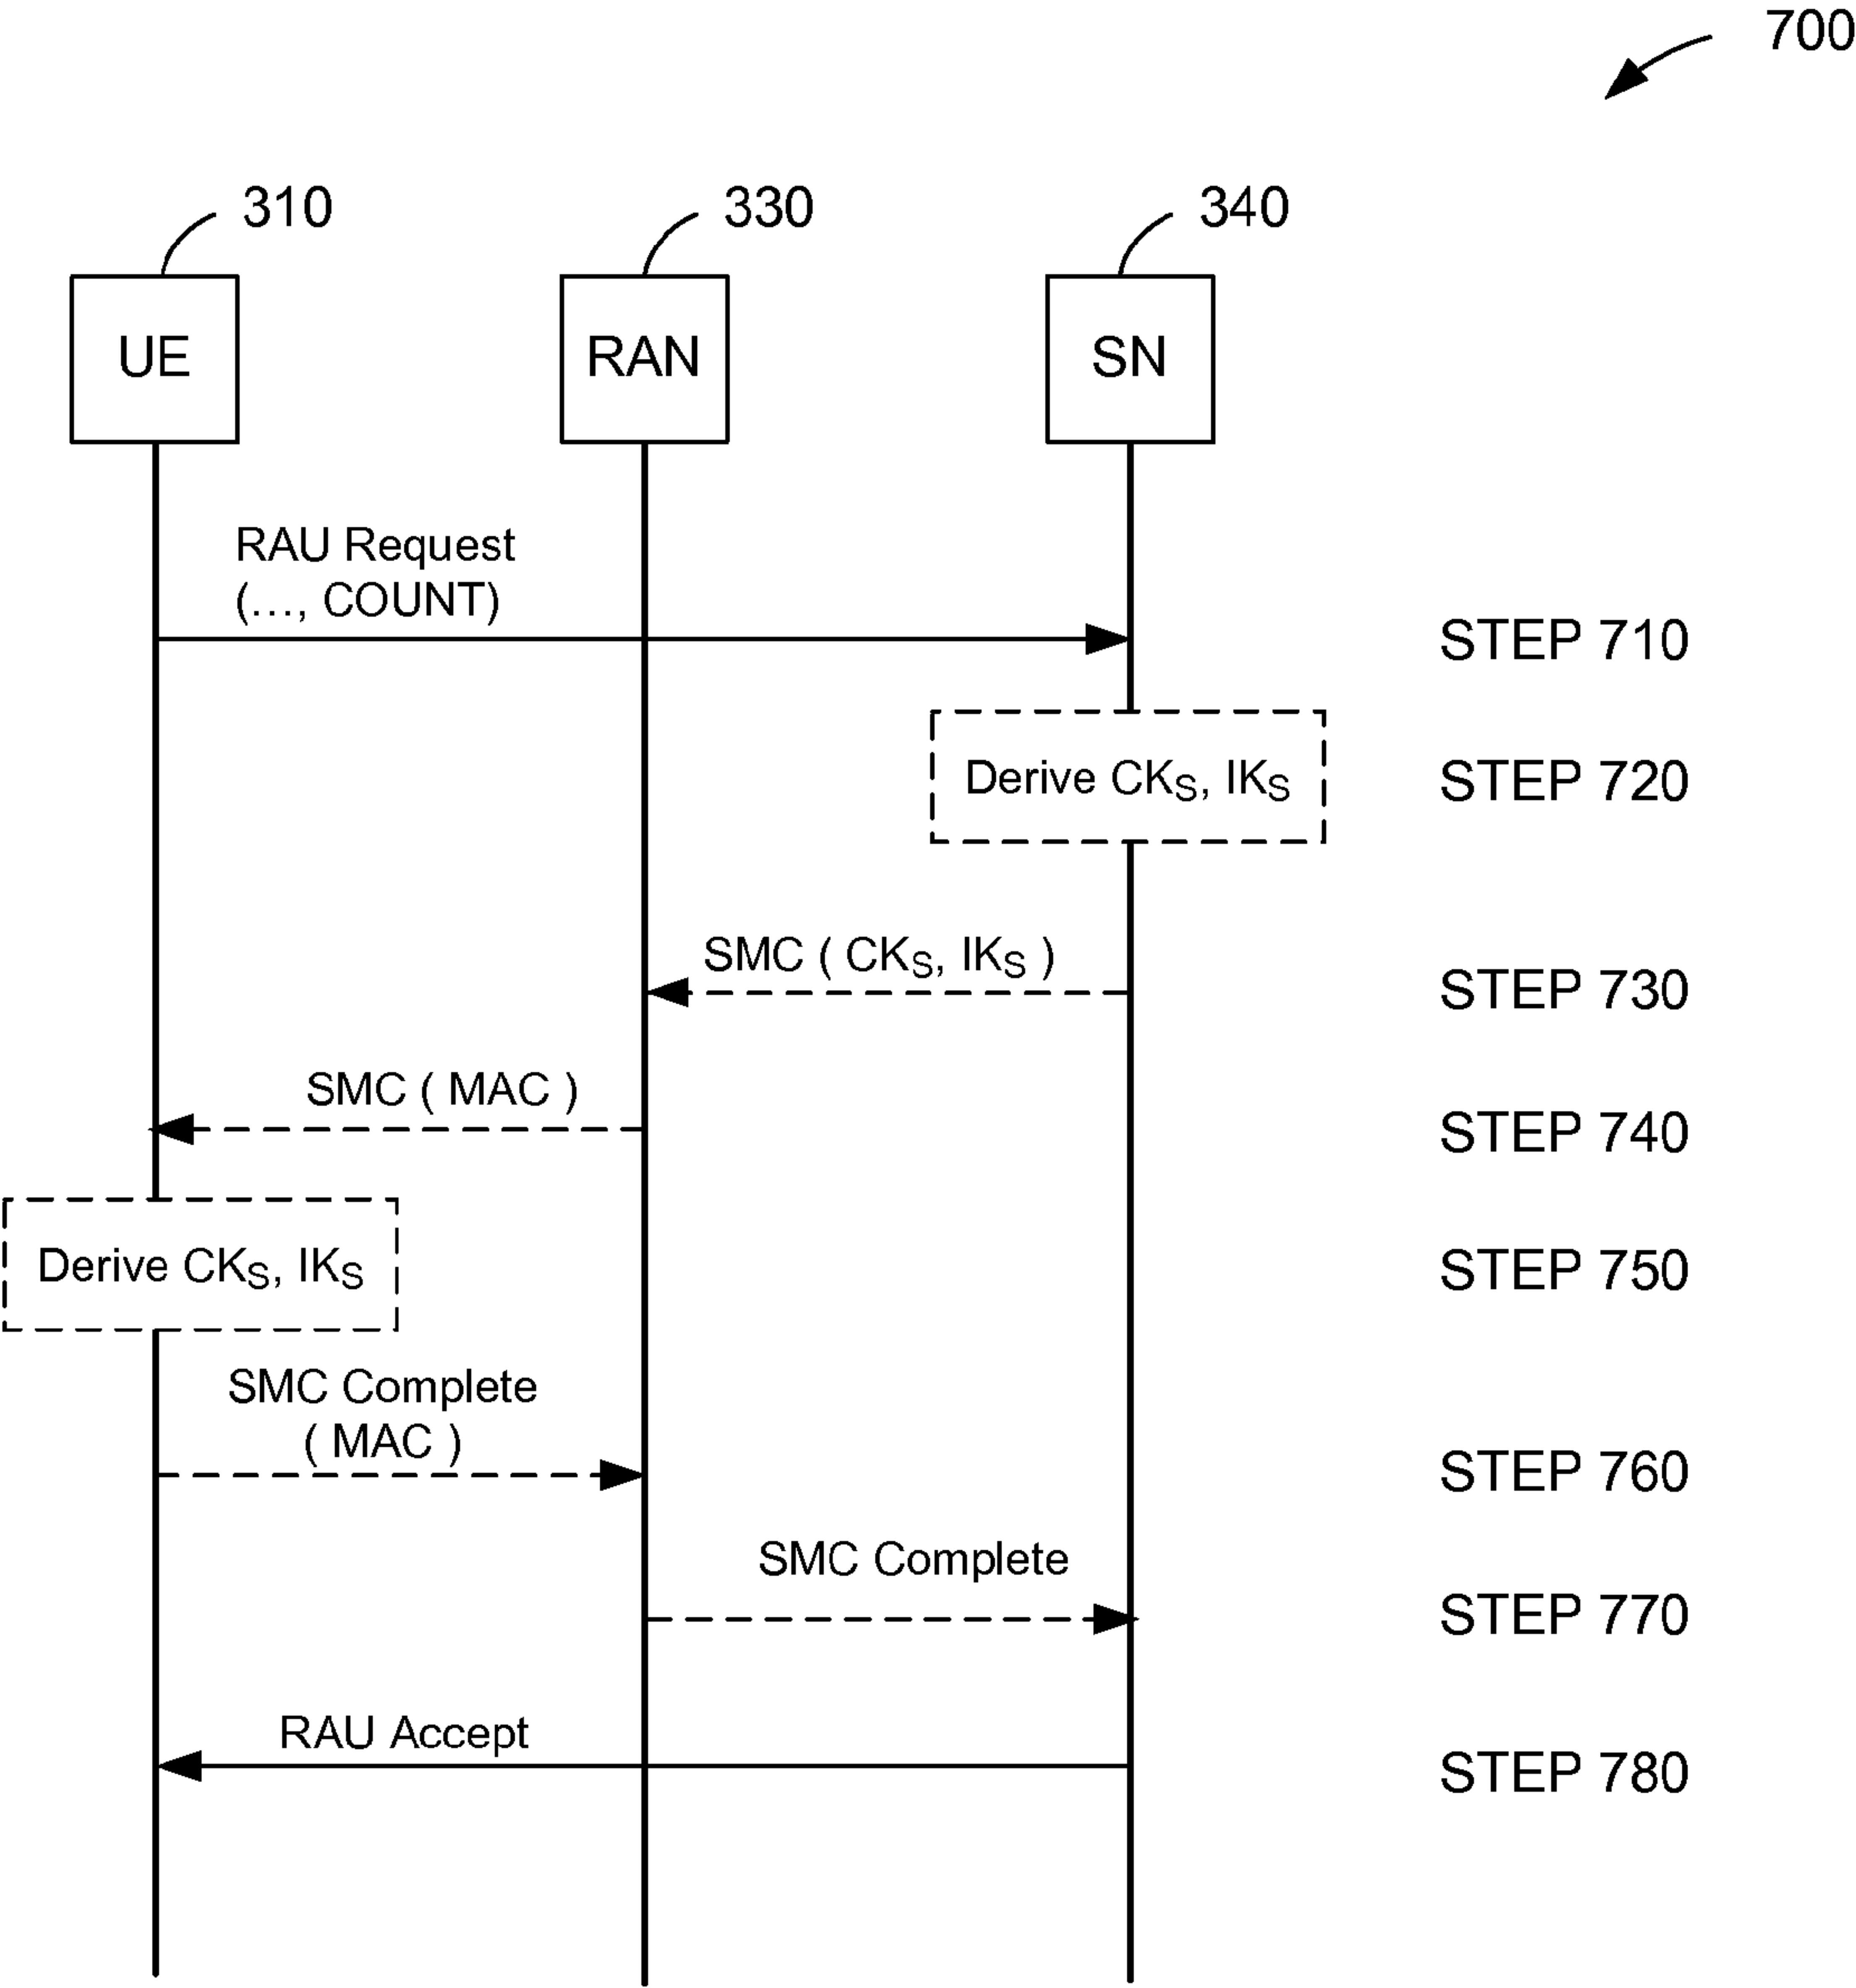 700
310
330
340
UE
RAN
SN
RAU Request
(..., COUNT)
STEP 710
Derive CKS, IKS
STEP 720
SMC ( CKS, IKS )
STEP 730
SMC ( MAC )
STEP 740
Derive CKS, IKS
STEP 750
SMC Complete
( MAC )
STEP 760
SMC Complete
STEP 770
RAU Accept
STEP 780